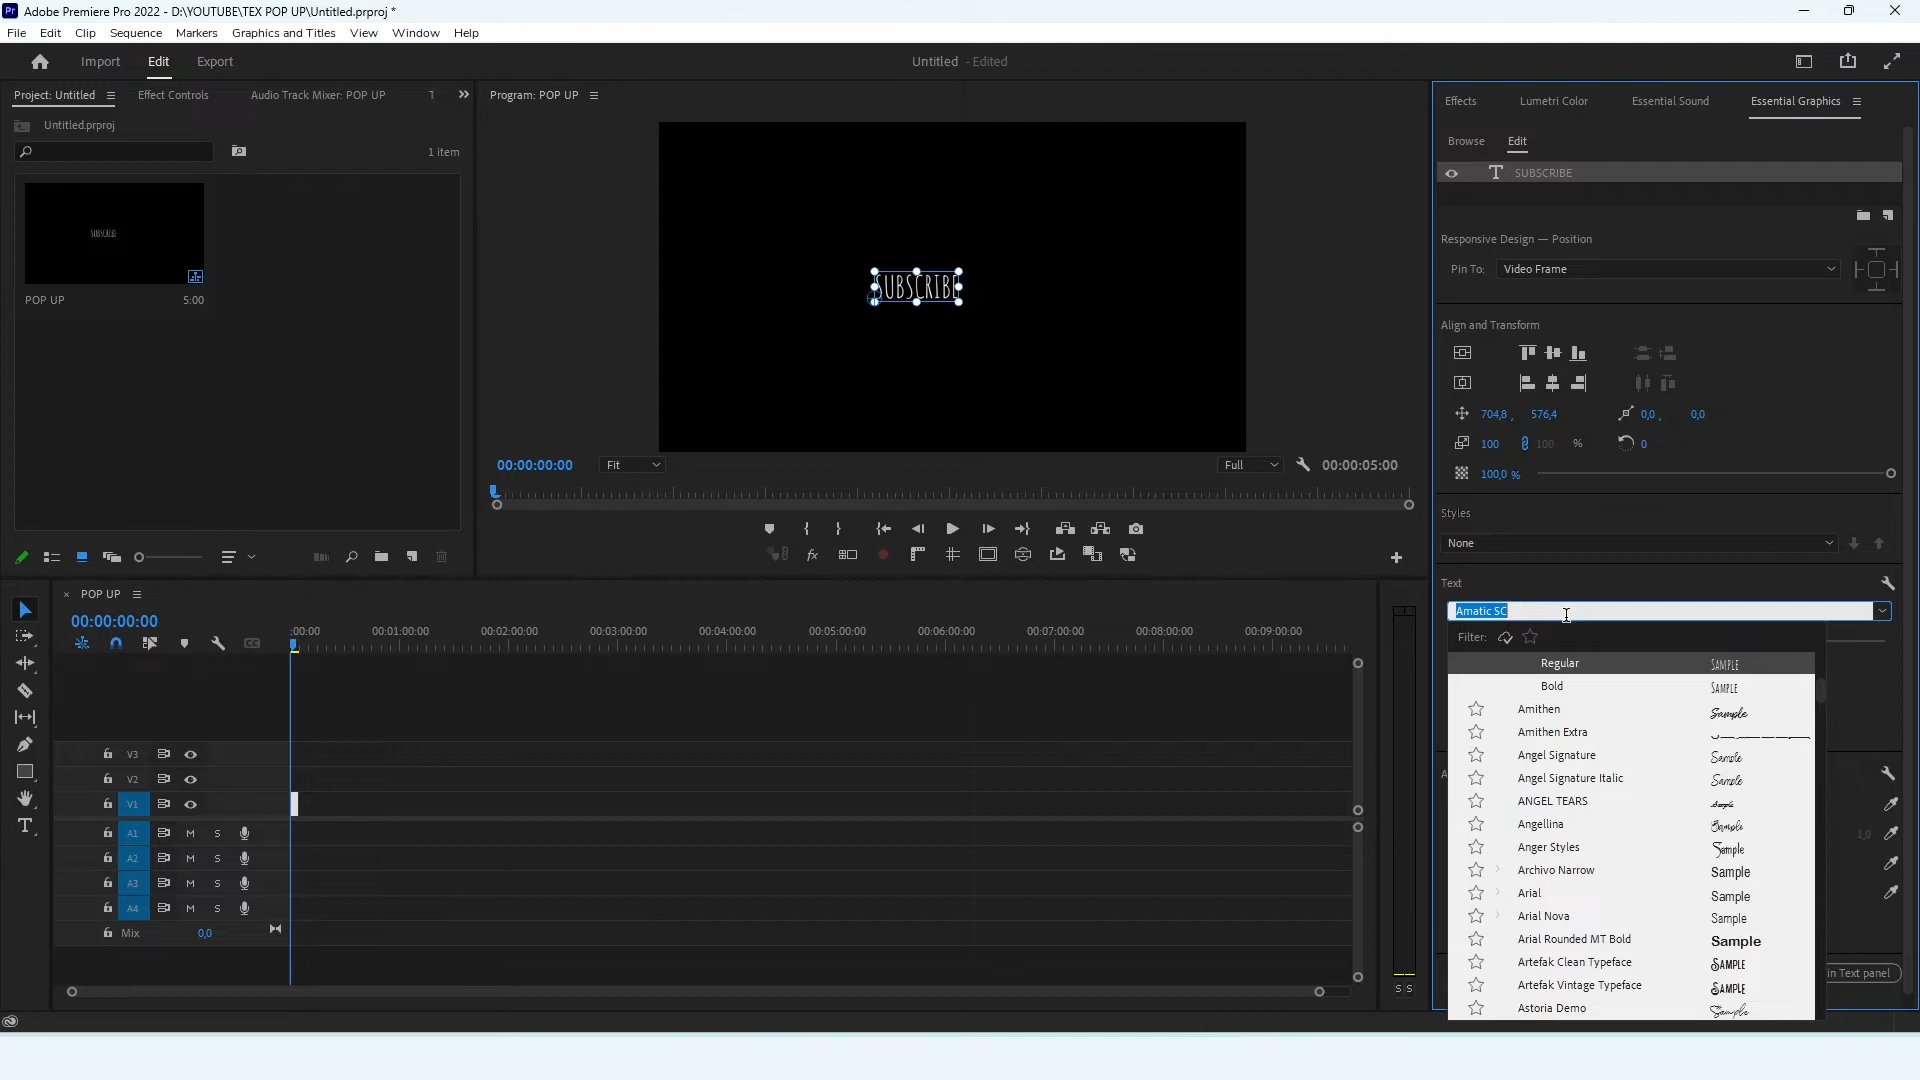 Pr Adobe Premiere Pro 2022 - D:\YOUTUBE\TEX POP UP\Untitled.prproj *
File Edit Clip Sequence Markers Graphics and Titles View Window Help
Import Edit Export
Untitled - Edited
Project: Untitled
Effect Controls
Audio Track Mixer: POP UP
Untitled.prproj
1 item
SUBSCRIBE
POP UP 5:00
Program: POP UP
SUBSCRIBE
00:00:00:00 Fit Full 00:00:05:00
Effects Lumetri Color Essential Sound Essential Graphics
Browse Edit
T SUBSCRIBE
Responsive Design — Position
Pin To: Video Frame
Align and Transform
704,8 , 576,4 0,0 , 0,0
100 100 % 0
100,0 %
Styles
None
Text
Amatic SC
Filter:
Regular SAMPLE
Bold SAMPLE
Amithen Sample
Amithen Extra
Angel Signature Sample
Angel Signature Italic Sample
ANGEL TEARS Sample
Angellina Sample
Anger Styles Sample
Archivo Narrow Sample
Arial Sample
Arial Nova Sample
Arial Rounded MT Bold Sample
Artefak Clean Typeface SAMPLE
Artefak Vintage Typeface SAMPLE
Astoria Demo Sample
1,0
in Text panel
× POP UP
00:00:00:00
:00:00 00:01:00:00 00:02:00:00 00:03:00:00 00:04:00:00 00:05:00:00 00:06:00:00 00:07:00:00 00:08:00:00 00:09:00:00
V3
V2
V1
A1 M S
A2 M S
A3 M S
A4 M S
Mix 0,0
S S